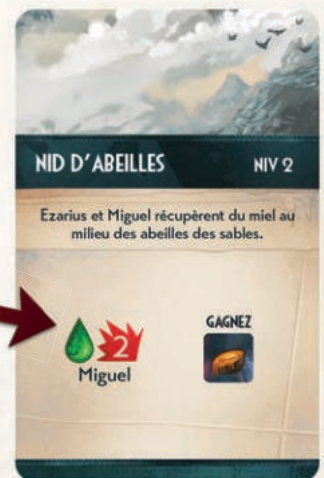 NID D'ABEILLES NIV 2
Ezarius et Miguel récupèrent du miel au
milieu des abeilles des sables.
2
GAGNEZ
Miguel